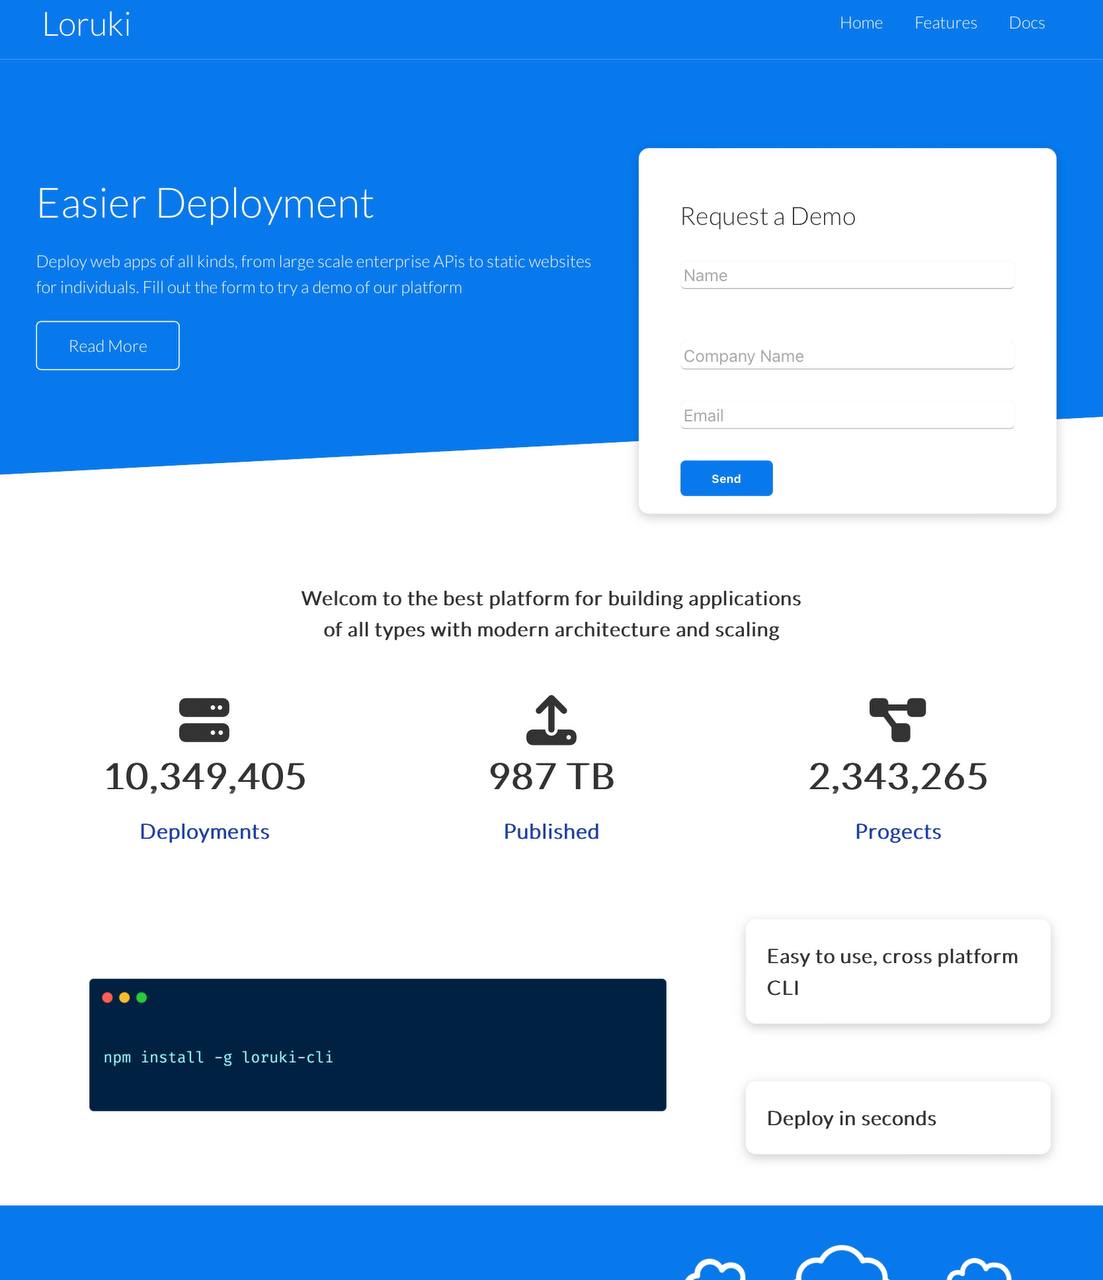 Loruki
Home Features Docs
Easier Deployment
Deploy web apps of all kinds, from large scale enterprise APis to static websites
for individuals. Fill out the form to try a demo of our platform
Read More
Request a Demo
Name
Company Name
Email
Send
Welcom to the best platform for building applications
of all types with modern architecture and scaling
10,349,405
Deployments
987 TB
Published
2,343,265
Progects
npm install -g loruki-cli
Easy to use, cross platform
CLI
Deploy in seconds